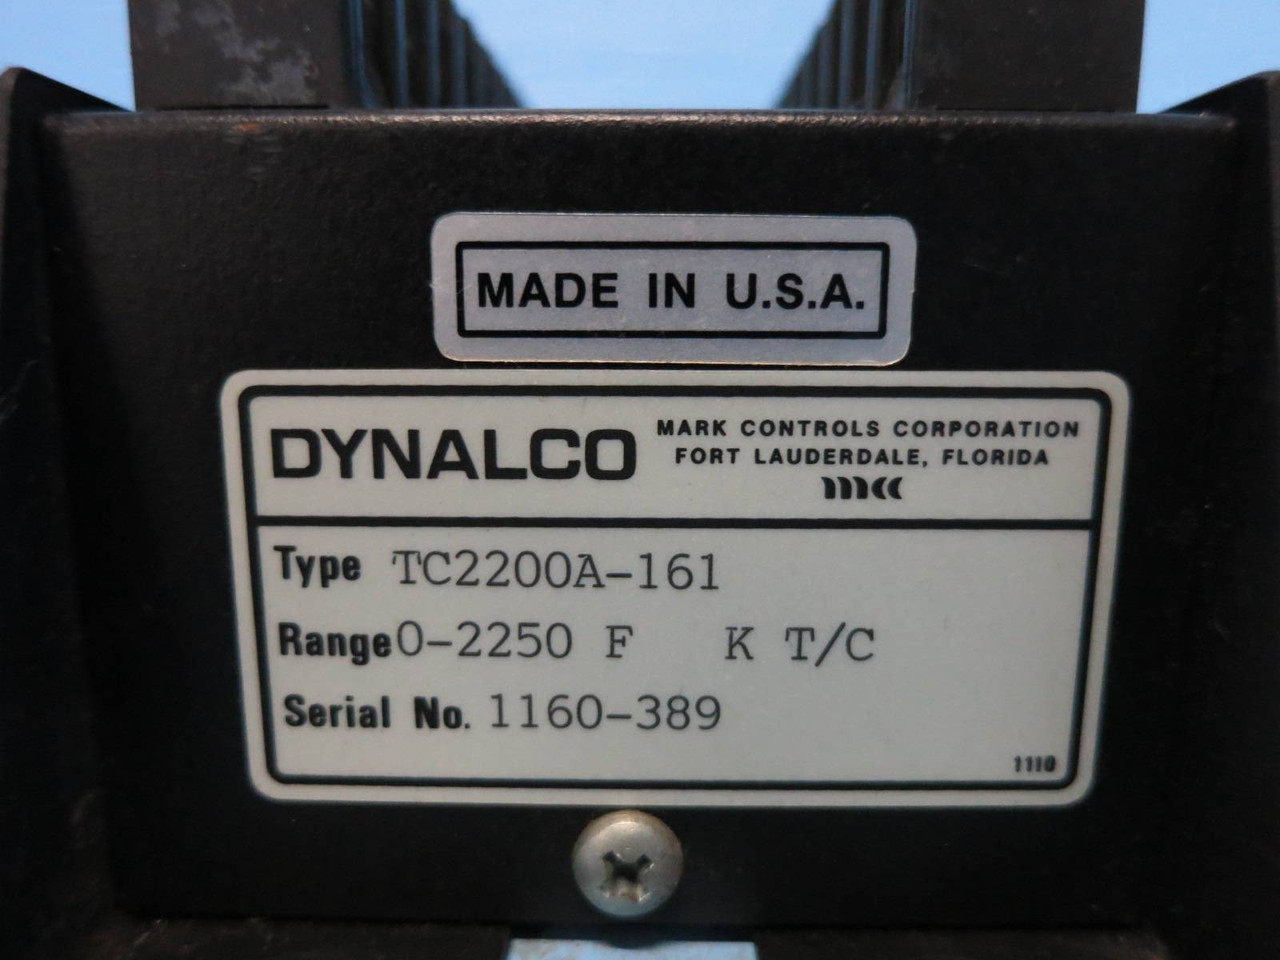 MADE IN U.S.A.
DYNALCO
MARK CONTROLS CORPORATION
FORT LAUDERDALE, FLORIDA
Type TC2200A-161
Range 0-2250 F K T/C
Serial No. 1160-389
1110